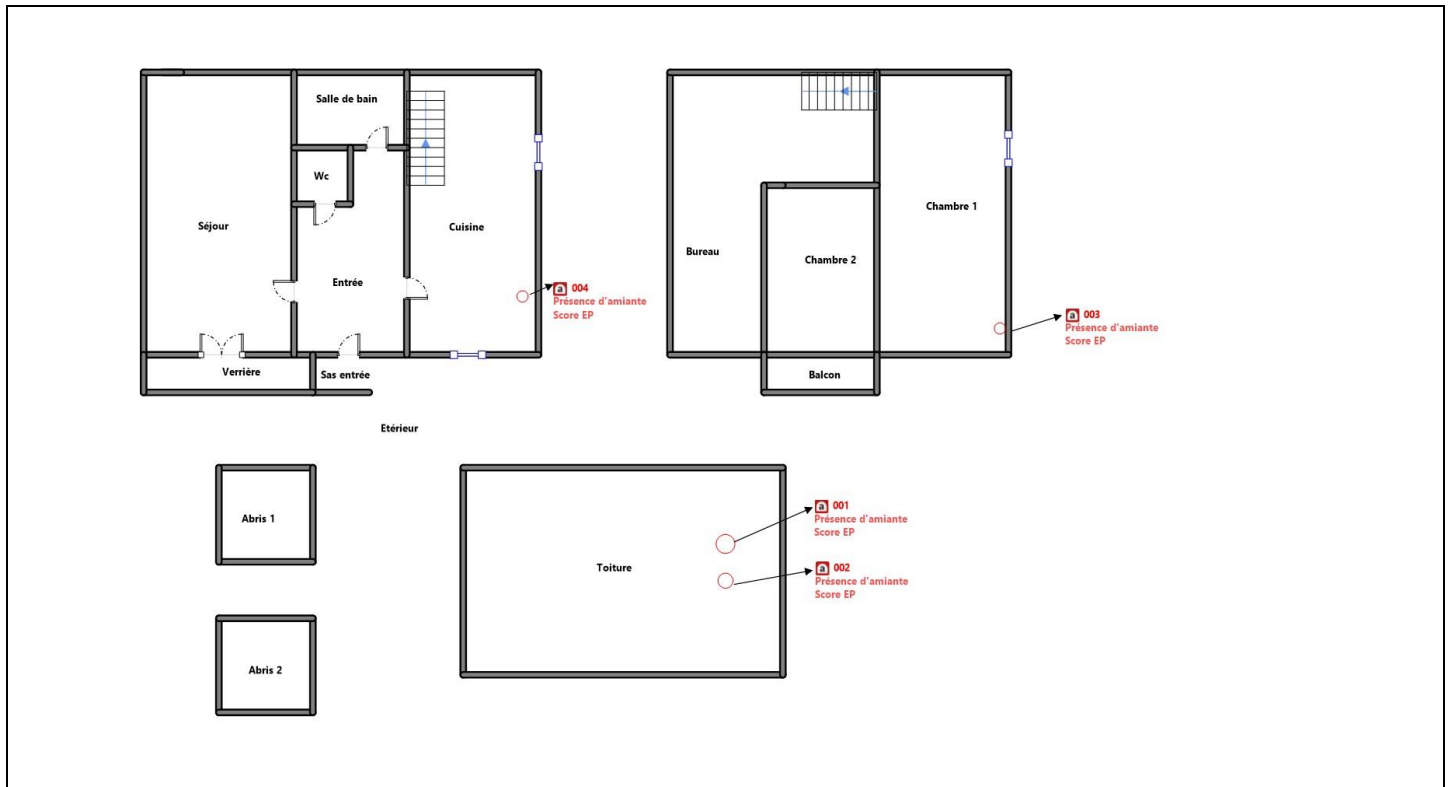 Salle de bain
Wc
Séjour
Cuisine
Entrée
a 004
Présence d'amiante
Score EP
Verrière
Sas entrée
Bureau
Chambre 2
Chambre 1
a 003
Présence d'amiante
Score EP
Balcon
Etérieur
Abris 1
Abris 2
Toiture
a 001
Présence d'amiante
Score EP
a 002
Présence d'amiante
Score EP